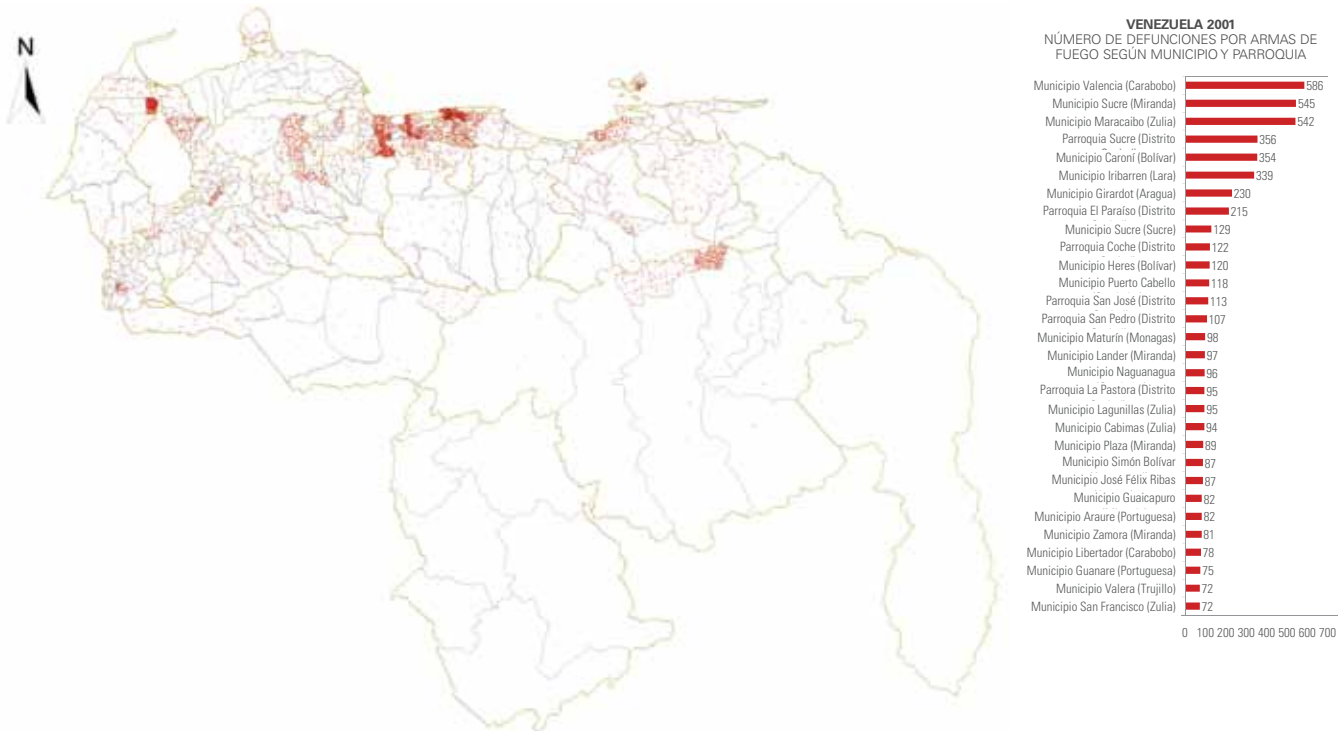 N
VENEZUELA 2001
NÚMERO DE DEFUNCIONES POR ARMAS DE
FUEGO SEGÚN MUNICIPIO Y PARROQUIA
Municipio Valencia (Carabobo) 586
Municipio Sucre (Miranda) 545
Municipio Maracaibo (Zulia) 542
Parroquia Sucre (Distrito 356
Municipio Caroní (Bolívar) 354
Municipio Iribarren (Lara) 339
Municipio Girardot (Aragua) 230
Parroquia El Paraíso (Distrito 215
Municipio Sucre (Sucre) 129
Parroquia Coche (Distrito 122
Municipio Heres (Bolívar) 120
Municipio Puerto Cabello 118
Parroquia San José (Distrito 113
Parroquia San Pedro (Distrito 107
Municipio Maturín (Monagas) 98
Municipio Lander (Miranda) 97
Municipio Naguanagua 96
Parroquia La Pastora (Distrito 95
Municipio Lagunillas (Zulia) 95
Municipio Cabimas (Zulia) 94
Municipio Plaza (Miranda) 89
Municipio Simón Bolívar 87
Municipio José Félix Ribas 87
Municipio Guaicapuro 82
Municipio Araure (Portuguesa) 82
Municipio Zamora (Miranda) 81
Municipio Libertador (Carabobo) 78
Municipio Guanare (Portuguesa) 75
Municipio Valera (Trujillo) 72
Municipio San Francisco (Zulia) 72
0 100 200 300 400 500 600 700